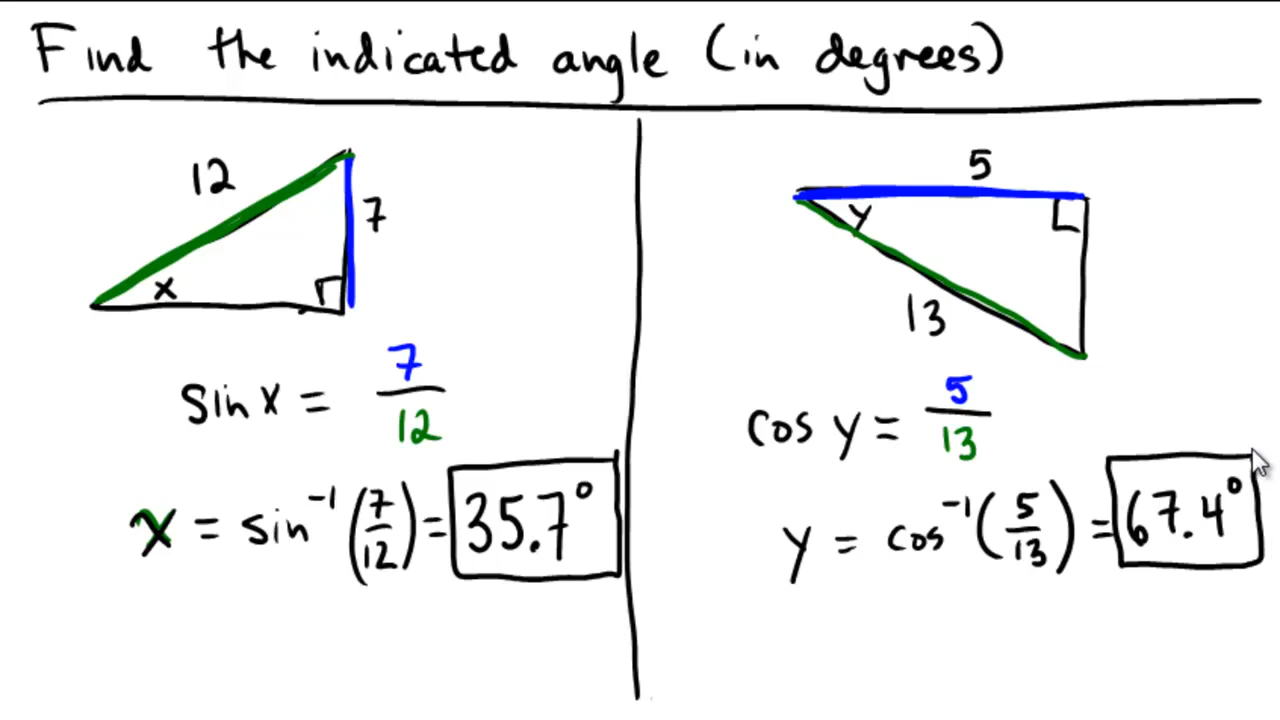 Find the indicated angle (in degrees)
12
7
x
sin x = 7/12
x = sin⁻¹(7/12) = 35.7°
5
y
13
cos y = 5/13
y = cos⁻¹(5/13) = 67.4°